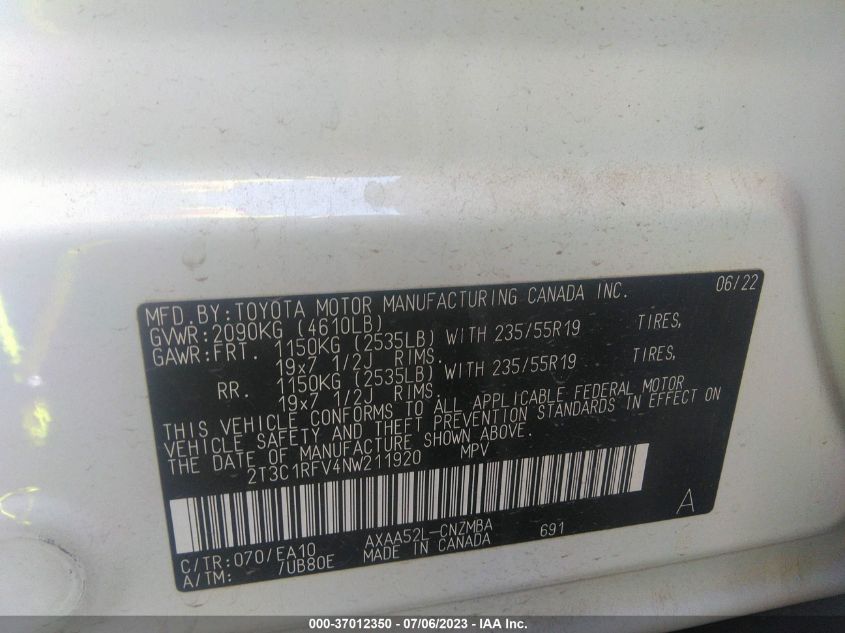 MFD.BY:TOYOTA MOTOR MANUFACTURING CANADA INC. 06/22
GVWR:2090KG (4610LB)
GAWR:FRT. 1150KG (2535LB) WITH 235/55R19 TIRES,
19x7 1/2J RIMS.
RR. 1150KG (2535LB) WITH 235/55R19 TIRES,
19x7 1/2J RIMS.
THIS VEHICLE CONFORMS TO ALL APPLICABLE FEDERAL MOTOR
VEHICLE SAFETY AND THEFT PREVENTION STANDARDS IN EFFECT ON
THE DATE OF MANUFACTURE SHOWN ABOVE.
2T3C1RFV4NW211920 MPV
A
C/TR:070/EA10 AXAA52L-CNZMBA 691
A/TM: /UB80E MADE IN CANADA
000-37012350 - 07/06/2023 - IAA Inc.